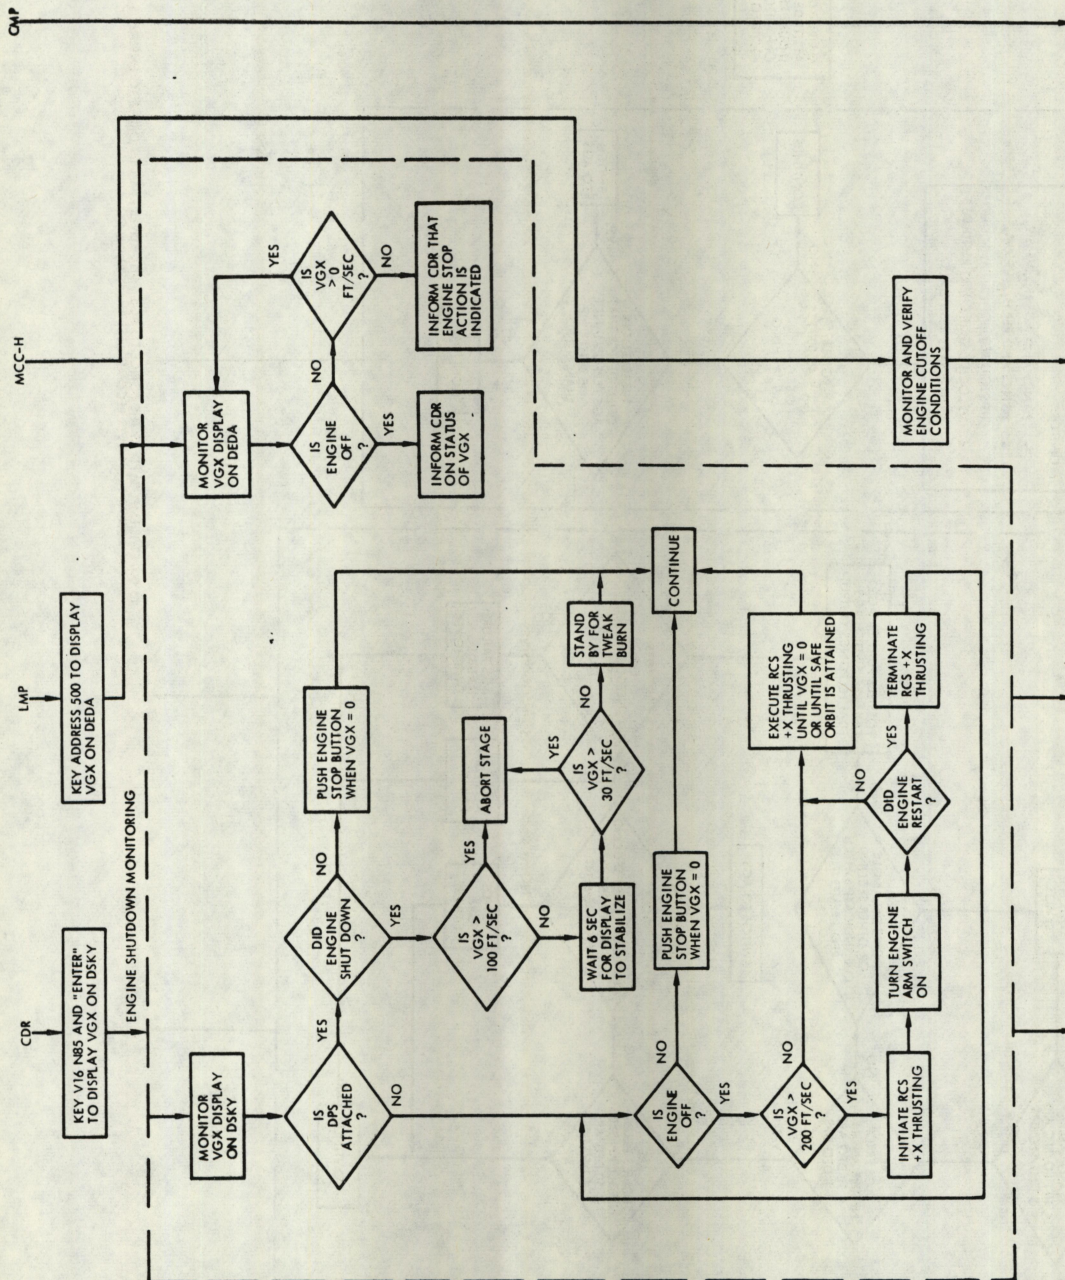 CDR
LMP
MCC-H
CMP
KEY V16 N85 AND "ENTER"
TO DISPLAY VGX ON DSKY
KEY ADDRESS 500 TO DISPLAY
VGX ON DEDA
ENGINE SHUTDOWN MONITORING
MONITOR
VGX DISPLAY
ON DSKY
IS
DPS
ATTACHED
?
YES
NO
DID
ENGINE
SHUT DOWN
?
NO
YES
PUSH ENGINE
STOP BUTTON
WHEN VGX = 0
IS
VGX >
100 FT/SEC
?
YES
NO
ABORT STAGE
WAIT 6 SEC
FOR DISPLAY
TO STABILIZE
IS
VGX >
30 FT/SEC
?
YES
NO
STAND
BY FOR
TWEAK
BURN
CONTINUE
IS
ENGINE
OFF
?
NO
YES
PUSH ENGINE
STOP BUTTON
WHEN VGX = 0
IS
VGX >
200 FT/SEC
?
NO
YES
INITIATE RCS
+X THRUSTING
TURN ENGINE
ARM SWITCH
ON
DID
ENGINE
RESTART
?
NO
YES
EXECUTE RCS
+X THRUSTING
UNTIL VGX = 0
OR UNTIL SAFE
ORBIT IS ATTAINED
TERMINATE
RCS +X
THRUSTING
MONITOR
VGX DISPLAY
ON DEDA
IS
ENGINE
OFF
?
NO
YES
INFORM CDR
ON STATUS
OF VGX
IS
VGX
> 0
FT/SEC
?
YES
NO
INFORM CDR THAT
ENGINE STOP
ACTION IS
INDICATED
MONITOR AND VERIFY
ENGINE CUTOFF
CONDITIONS